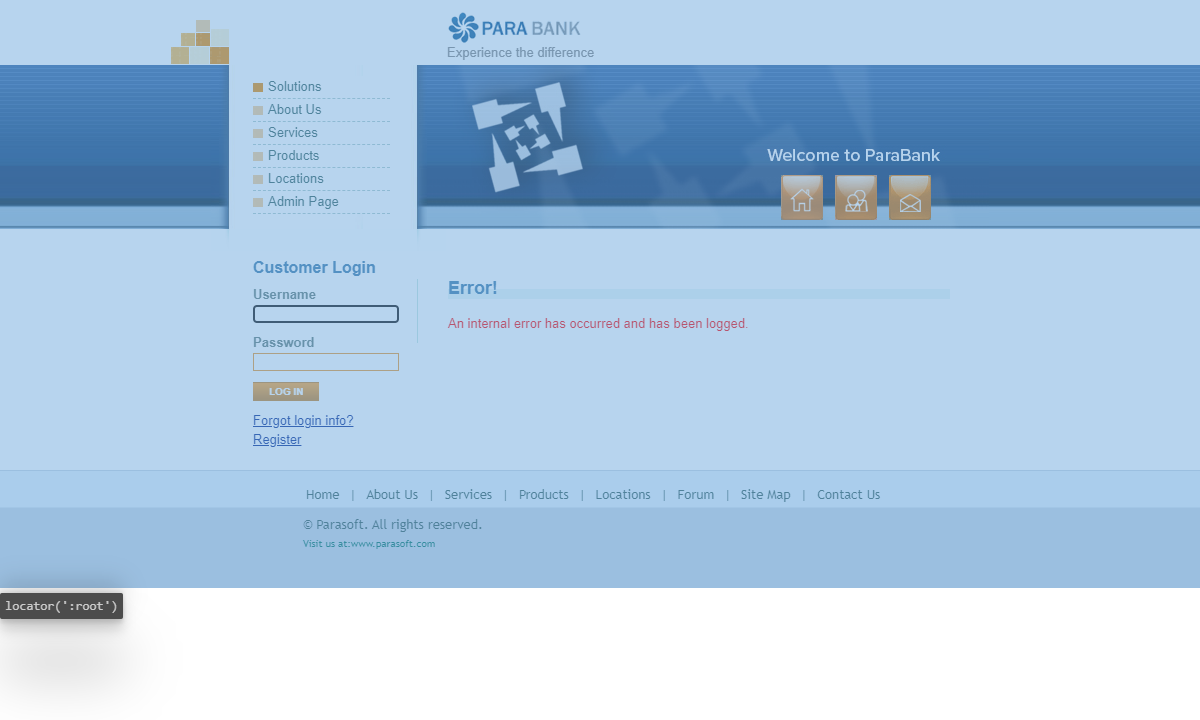 PARA BANK
Experience the difference
Solutions
About Us
Services
Products
Locations
Admin Page
Welcome to ParaBank
Customer Login
Username
Password
LOG IN
Forgot login info?
Register
Error!
An internal error has occurred and has been logged.
Home | About Us | Services | Products | Locations | Forum | Site Map | Contact Us
© Parasoft. All rights reserved.
Visit us at:www.parasoft.com
locator(':root')